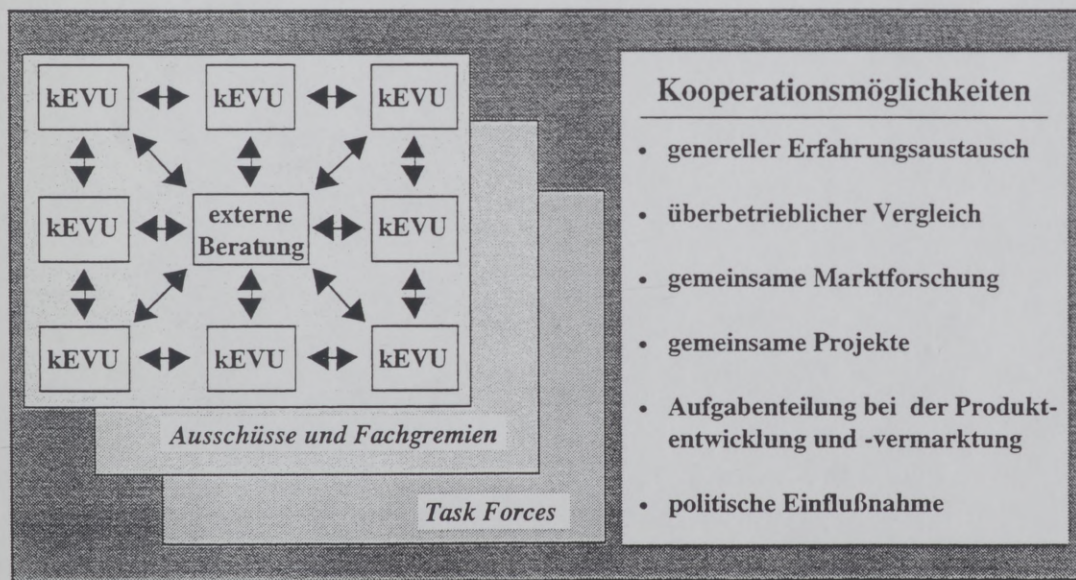 kEVU kEVU kEVU
kEVU externe kEVU
Beratung
kEVU kEVU kEVU
Ausschüsse und Fachgremien
Task Forces
Kooperationsmöglichkeiten
• genereller Erfahrungsaustausch
• überbetrieblicher Vergleich
• gemeinsame Marktforschung
• gemeinsame Projekte
• Aufgabenteilung bei der Produkt-
entwicklung und -vermarktung
• politische Einflußnahme